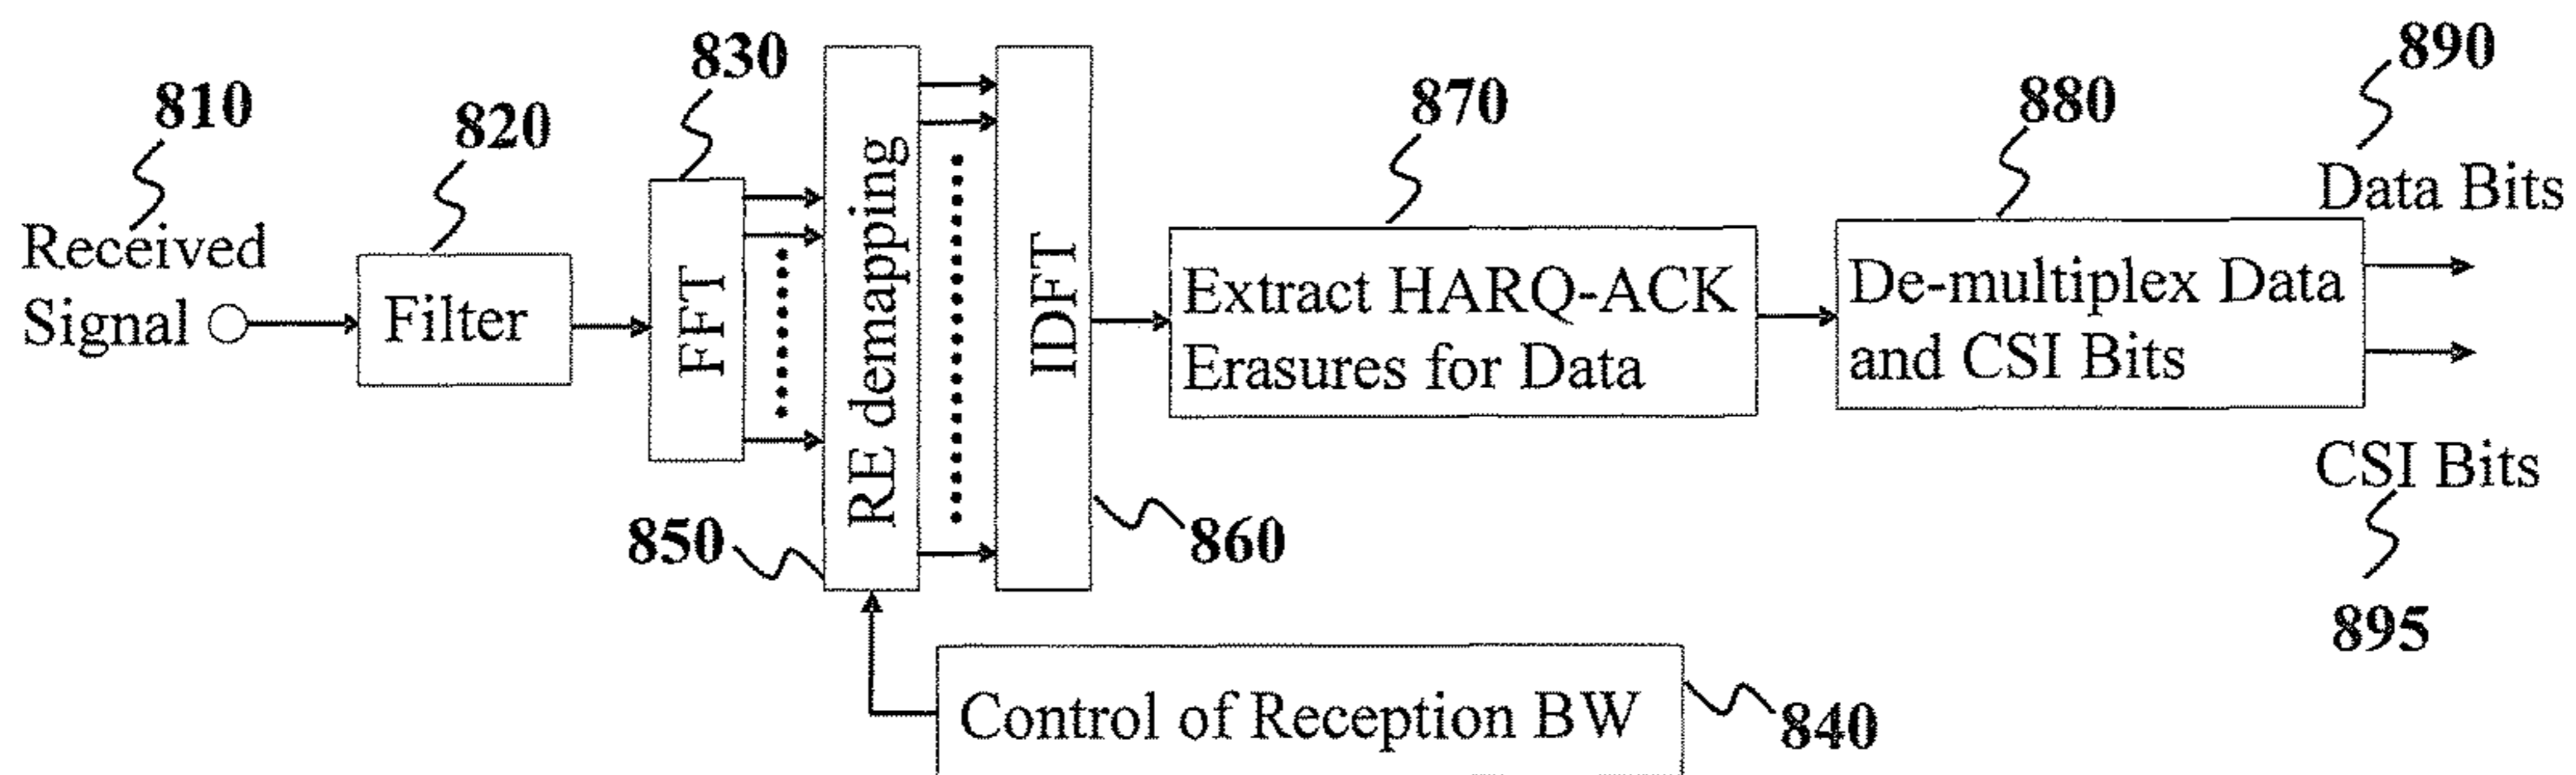 810
Received
Signal
820
Filter
830
FFT
850
RE demapping
IDFT
860
Control of Reception BW
840
870
Extract HARQ-ACK
Erasures for Data
880
De-multiplex Data
and CSI Bits
890
Data Bits
CSI Bits
895